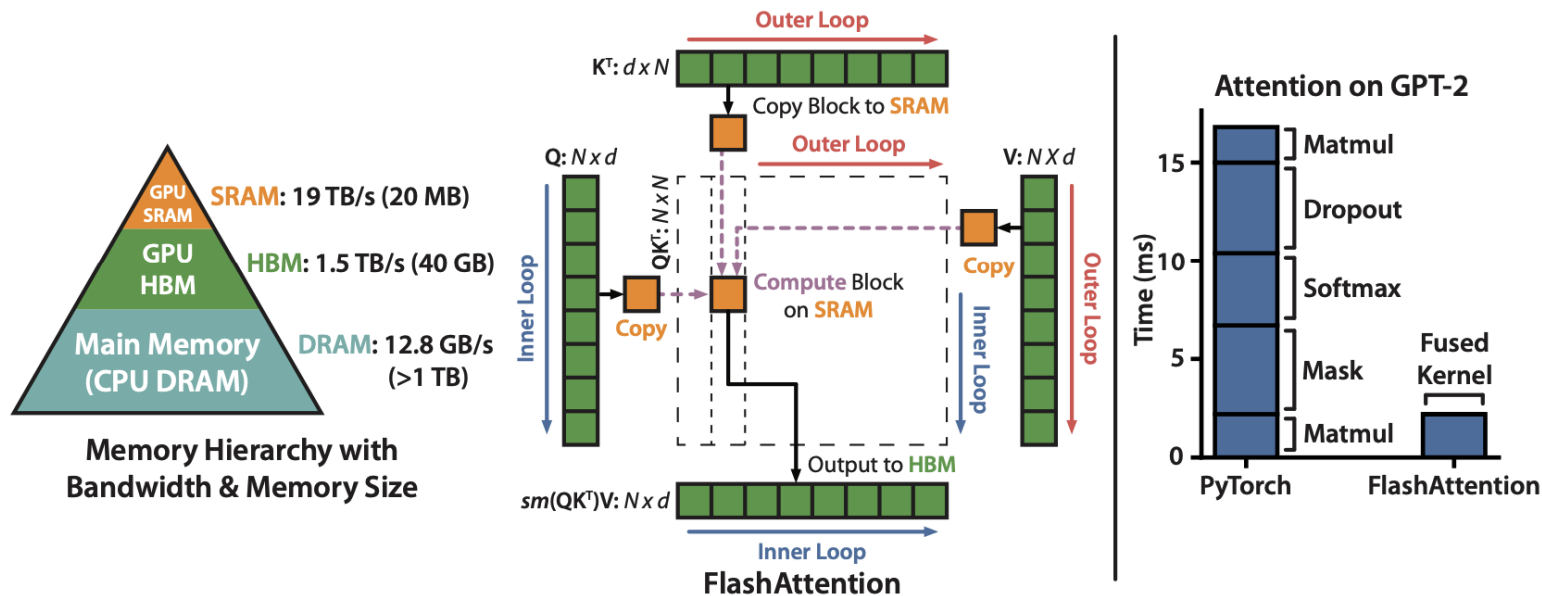 GPU
SRAM
SRAM: 19 TB/s (20 MB)
GPU
HBM
HBM: 1.5 TB/s (40 GB)
Main Memory
(CPU DRAM)
DRAM: 12.8 GB/s
(>1 TB)
Memory Hierarchy with
Bandwidth & Memory Size
Outer Loop
Kᵀ: d x N
Copy Block to SRAM
Outer Loop
Q: N x d
V: N X d
QKᵀ: N x N
Inner Loop
Copy
Compute Block
on SRAM
Copy
Inner Loop
Outer Loop
Output to HBM
sm(QKᵀ)V: N x d
Inner Loop
FlashAttention
Attention on GPT-2
Time (ms)
15
10
5
0
Matmul
Dropout
Softmax
Mask
Matmul
Fused
Kernel
PyTorch
FlashAttention